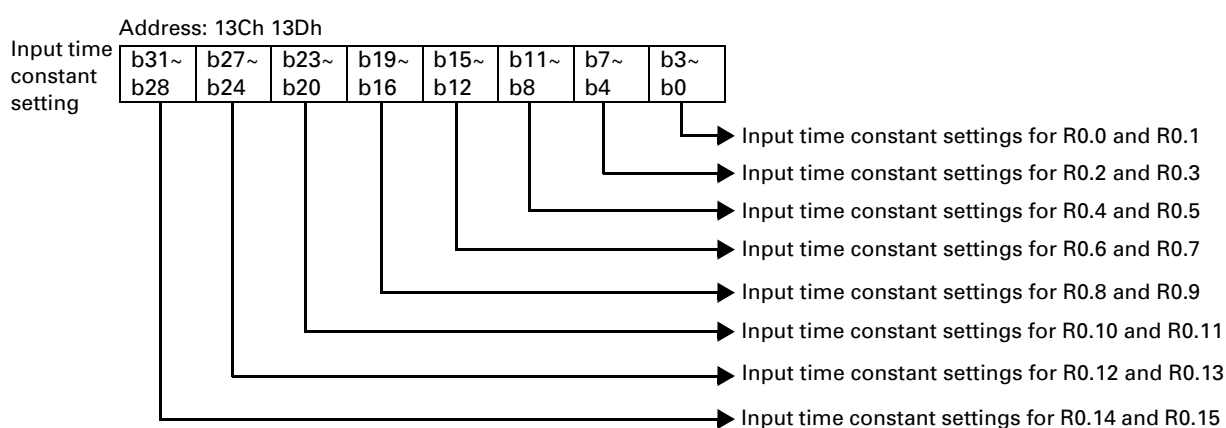 Address: 13Ch 13Dh
Input time
constant
setting
b31~ b27~ b23~ b19~ b15~ b11~ b7~ b3~
b28 b24 b20 b16 b12 b8 b4 b0
Input time constant settings for R0.0 and R0.1
Input time constant settings for R0.2 and R0.3
Input time constant settings for R0.4 and R0.5
Input time constant settings for R0.6 and R0.7
Input time constant settings for R0.8 and R0.9
Input time constant settings for R0.10 and R0.11
Input time constant settings for R0.12 and R0.13
Input time constant settings for R0.14 and R0.15